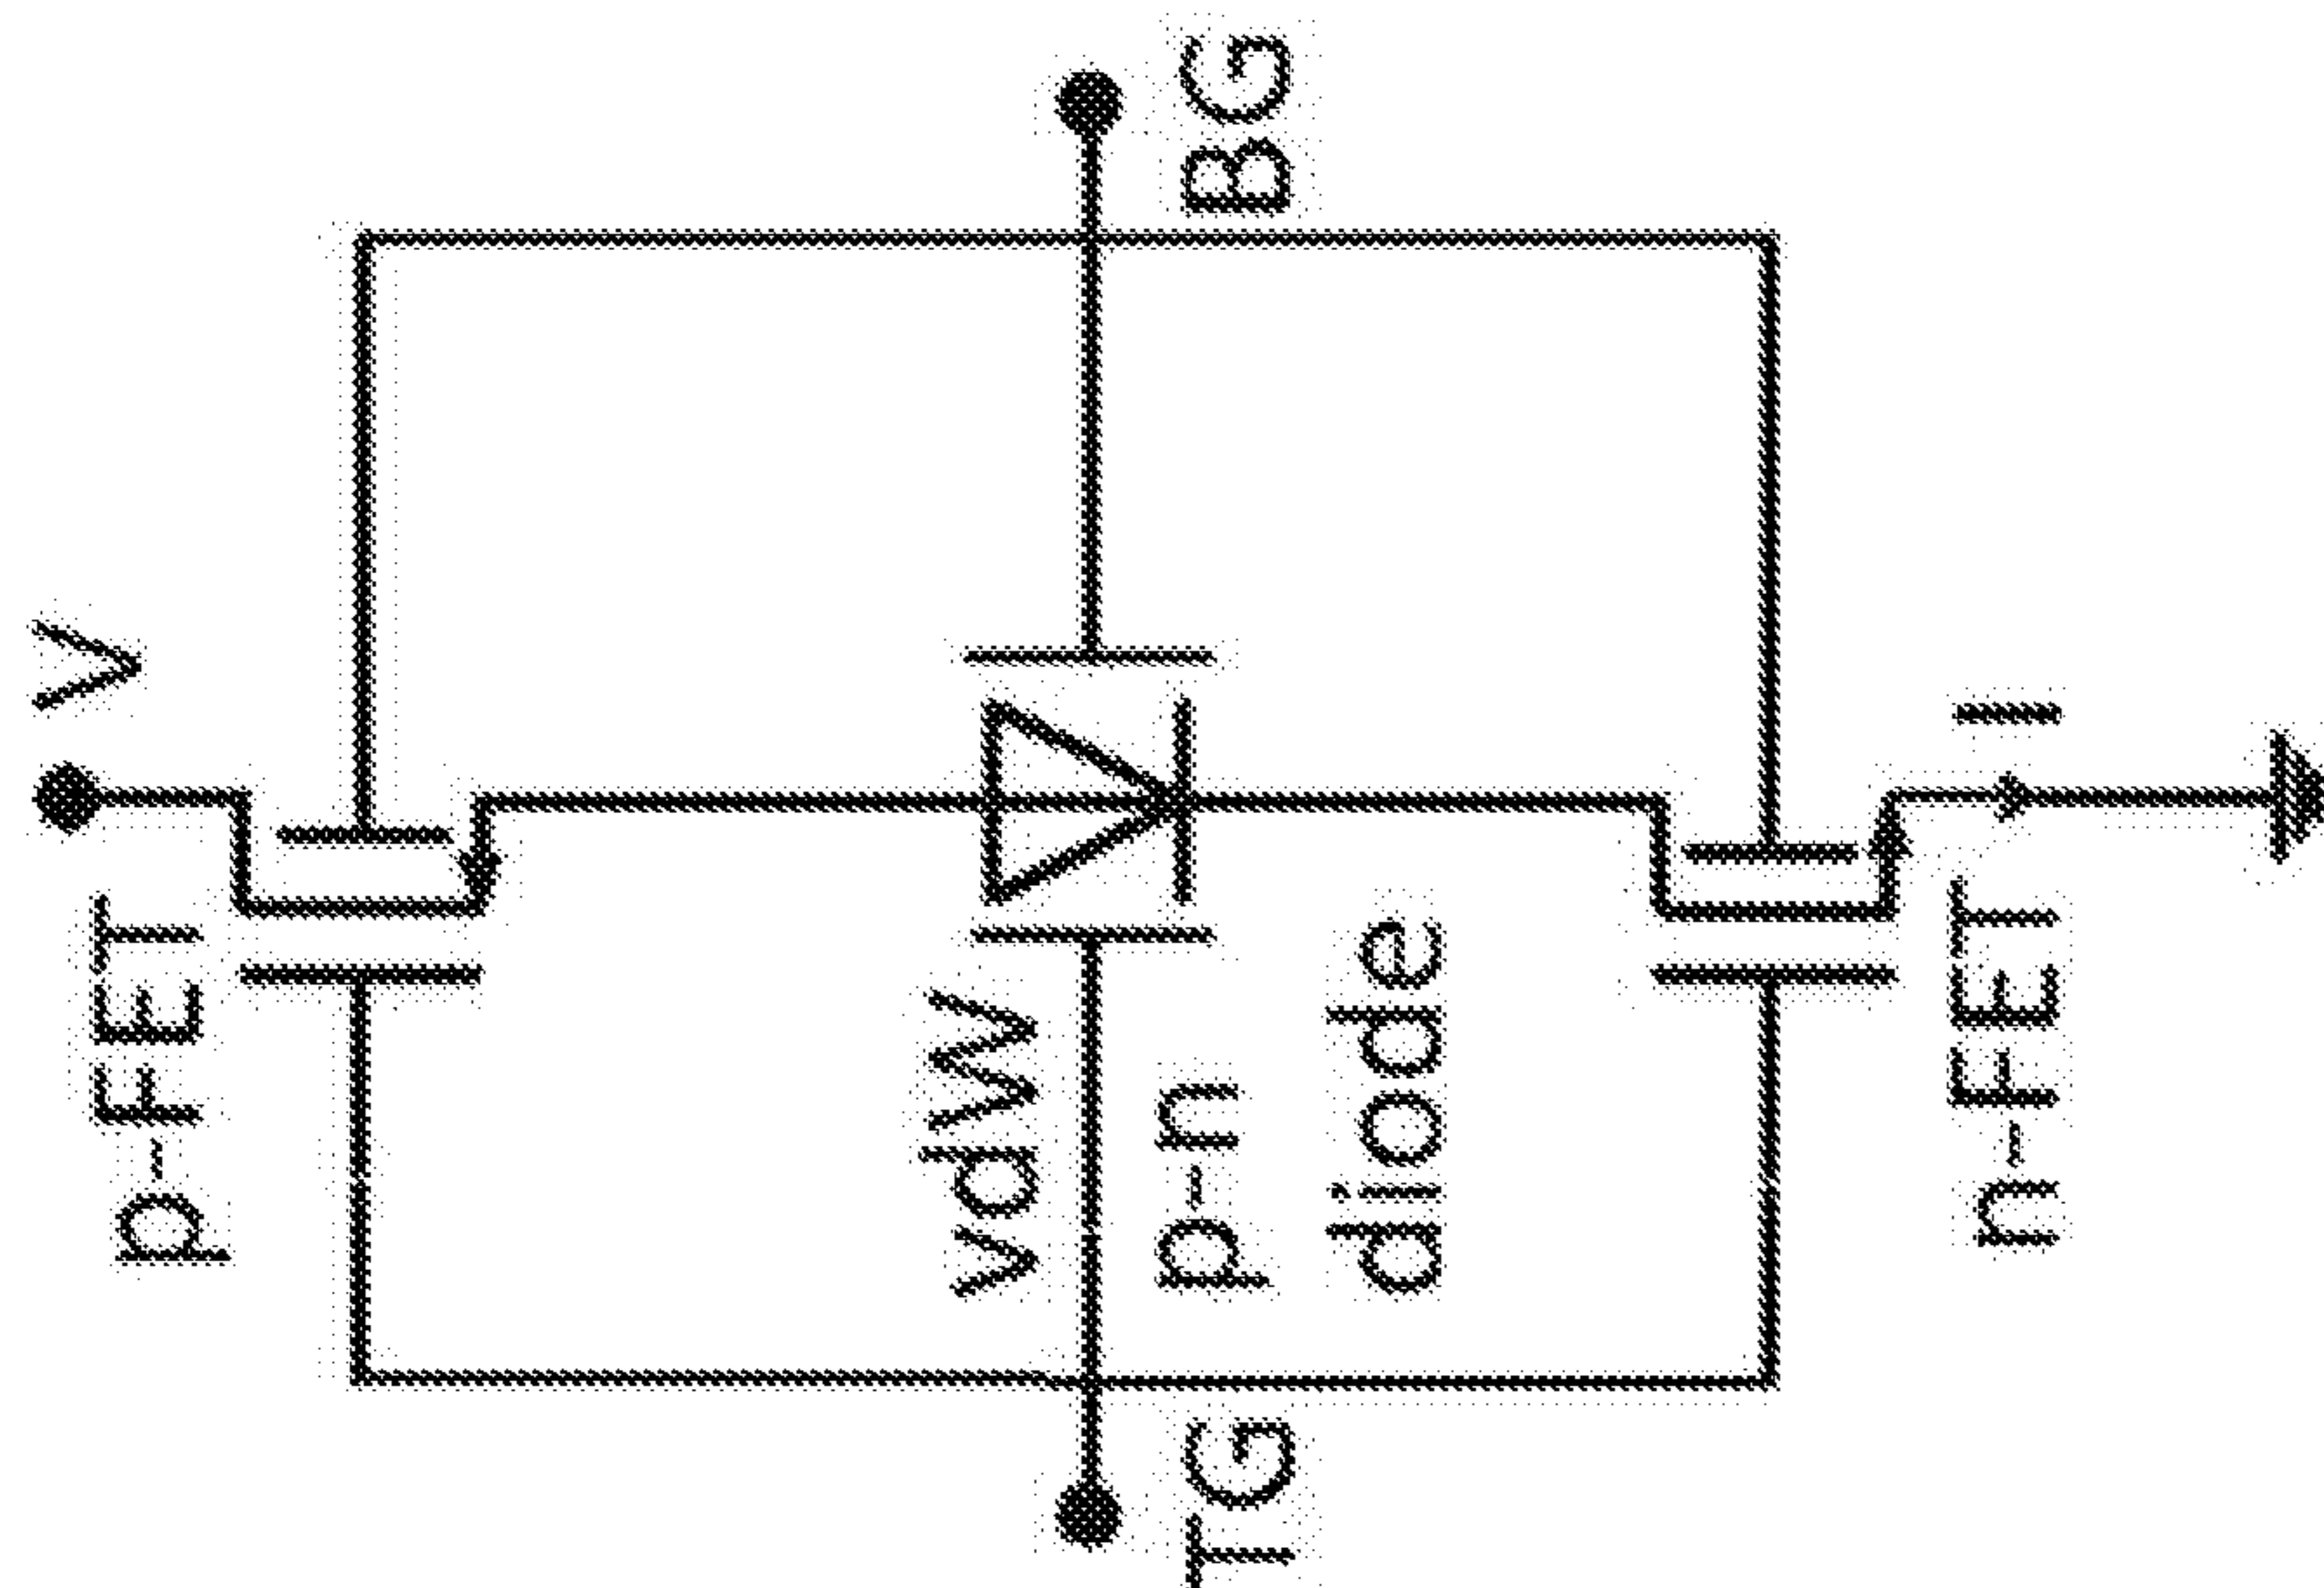 V
p-FET
TG
BG
vdW
p-n
diode
n-FET
I